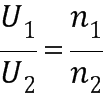 U₁/U₂ = n₁/n₂